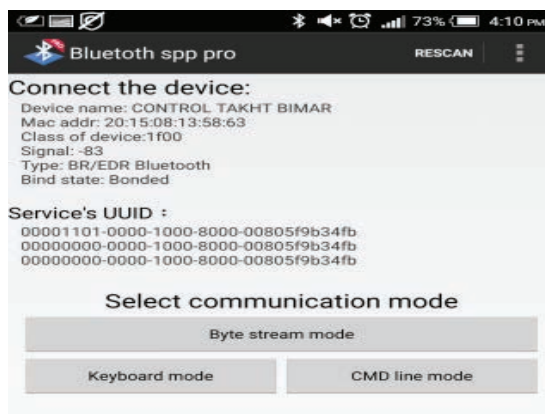 73% 4:10 PM
Bluetoth spp pro RESCAN
Connect the device:
Device name: CONTROL TAKHT BIMAR
Mac addr: 20:15:08:13:58:63
Class of device:1f00
Signal: -83
Type: BR/EDR Bluetooth
Bind state: Bonded
Service's UUID :
00001101-0000-1000-8000-00805f9b34fb
00000000-0000-1000-8000-00805f9b34fb
00000000-0000-1000-8000-00805f9b34fb
Select communication mode
Byte stream mode
Keyboard mode CMD line mode